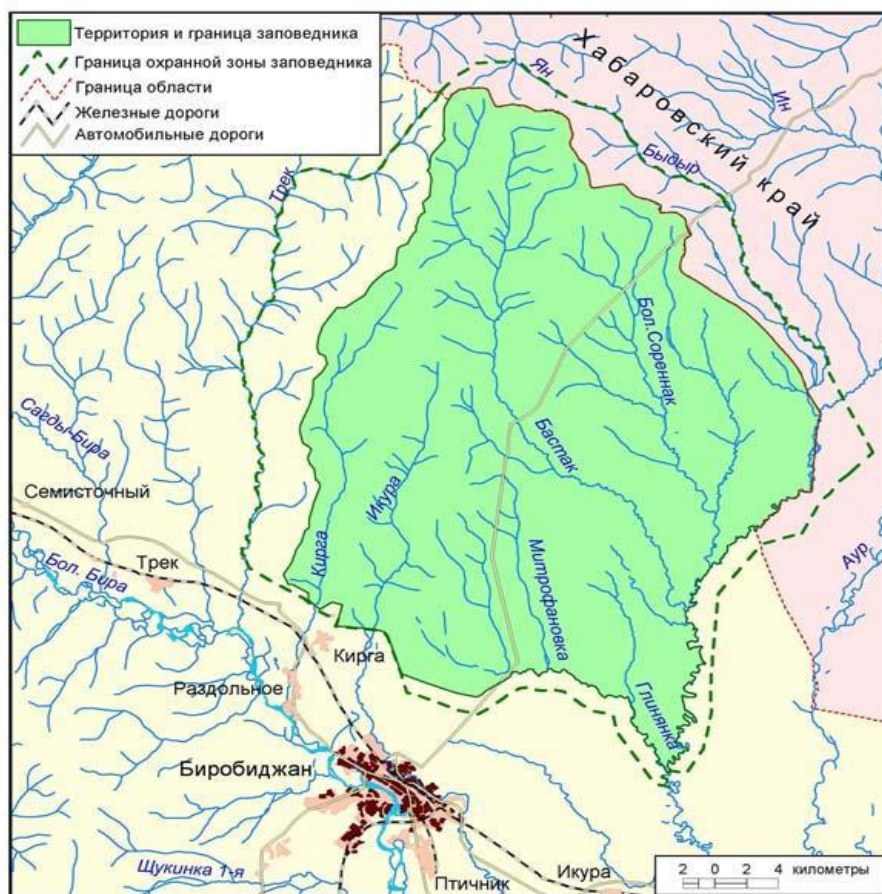 Территория и граница заповедника
Граница охранной зоны заповедника
Граница области
Железные дороги
Автомобильные дороги
Хабаровский край
Ян
Ин
Быдыр
Трек
Бол.Сореннак
Сагды-Бира
Бастак
Семисточный
Икура
Кирга
Трек
Бол. Бира
Митрофановка
Аур
Кирга
Раздольное
Глинянка
Биробиджан
Щукинка 1-я
Птичник
Икура
2 0 2 4 километры